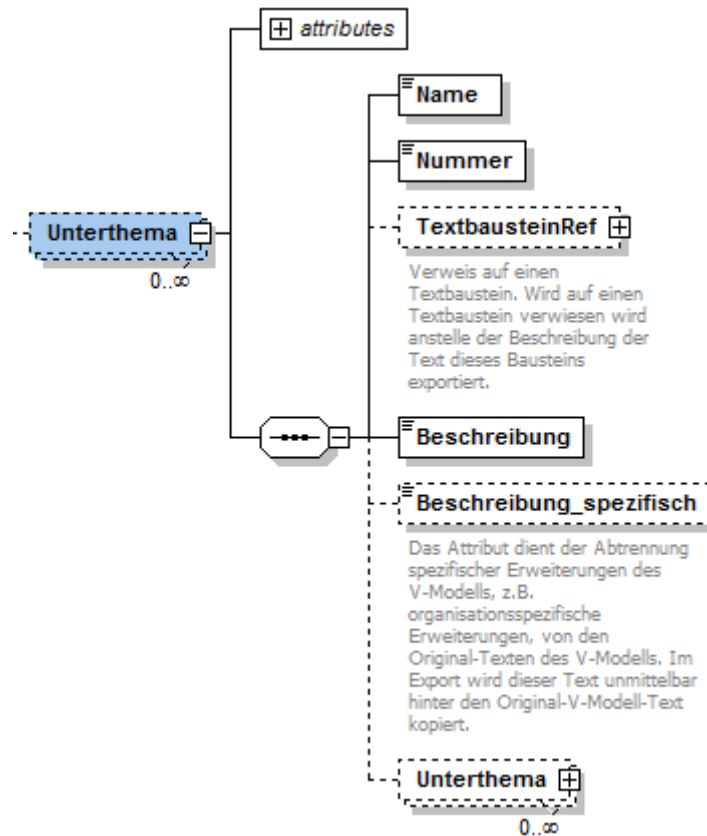 attributes
Name
Nummer
Unterthema
0..∞
TextbausteinRef
Verweis auf einen
Textbaustein. Wird auf einen
Textbaustein verwiesen wird
anstelle der Beschreibung der
Text dieses Bausteins
exportiert.
Beschreibung
Beschreibung_spezifisch
Das Attribut dient der Abtrennung
spezifischer Erweiterungen des
V-Modells, z.B.
organisationsspezifische
Erweiterungen, von den
Original-Texten des V-Modells. Im
Export wird dieser Text unmittelbar
hinter den Original-V-Modell-Text
kopiert.
Unterthema
0..∞